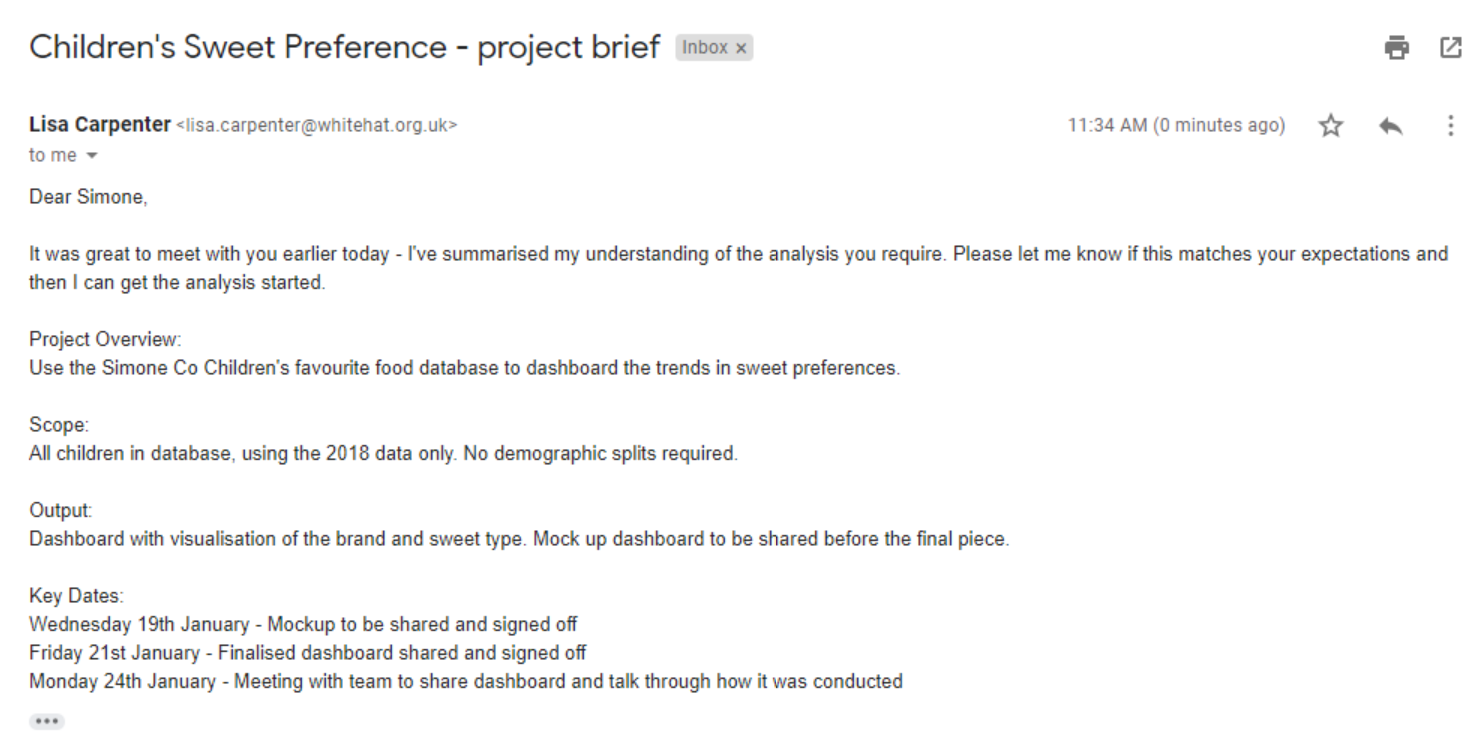 Children's Sweet Preference - project brief Inbox x
Lisa Carpenter <lisa.carpenter@whitehat.org.uk> 11:34 AM (0 minutes ago)
to me
Dear Simone,
It was great to meet with you earlier today - I've summarised my understanding of the analysis you require. Please let me know if this matches your expectations and
then I can get the analysis started.
Project Overview:
Use the Simone Co Children's favourite food database to dashboard the trends in sweet preferences.
Scope:
All children in database, using the 2018 data only. No demographic splits required.
Output:
Dashboard with visualisation of the brand and sweet type. Mock up dashboard to be shared before the final piece.
Key Dates:
Wednesday 19th January - Mockup to be shared and signed off
Friday 21st January - Finalised dashboard shared and signed off
Monday 24th January - Meeting with team to share dashboard and talk through how it was conducted